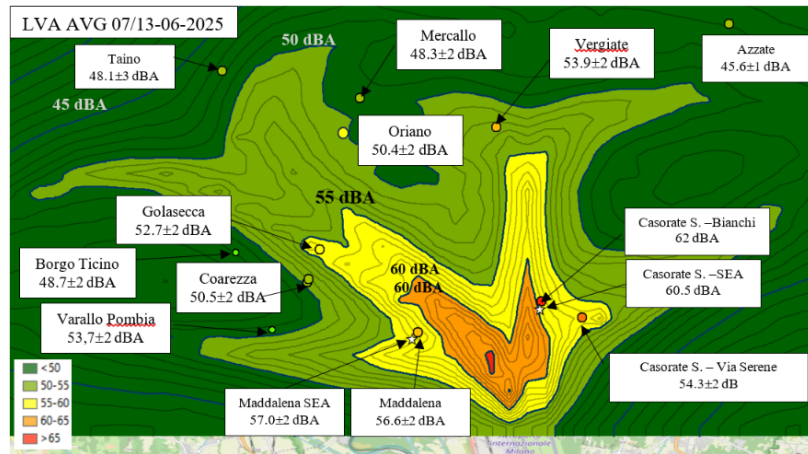 LVA AVG 07/13-06-2025
50 dBA
Mercallo
48.3±2 dBA
Vergiate
53.9±2 dBA
Azzate
45.6±1 dBA
Taino
48.1±3 dBA
45 dBA
Oriano
50.4±2 dBA
55 dBA
Golasecca
52.7±2 dBA
Casorate S. –Bianchi
62 dBA
Borgo Ticino
48.7±2 dBA
Coarezza
50.5±2 dBA
60 dBA
60 dBA
Casorate S. –SEA
60.5 dBA
Varallo Pombia
53,7±2 dBA
<50
50-55
55-60
60-65
>65
Maddalena SEA
57.0±2 dBA
Maddalena
56.6±2 dBA
Casorate S. – Via Serene
54.3±2 dB
Internazionale
Milano